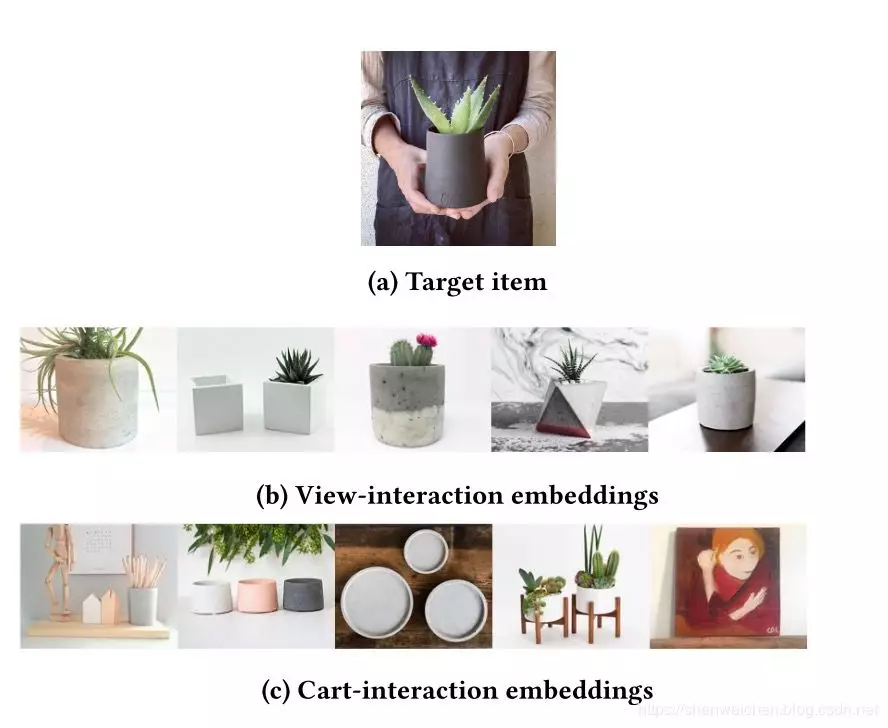 (a) Target item
(b) View-interaction embeddings
(c) Cart-interaction embeddings
https://shenweichen.blog.csdn.net